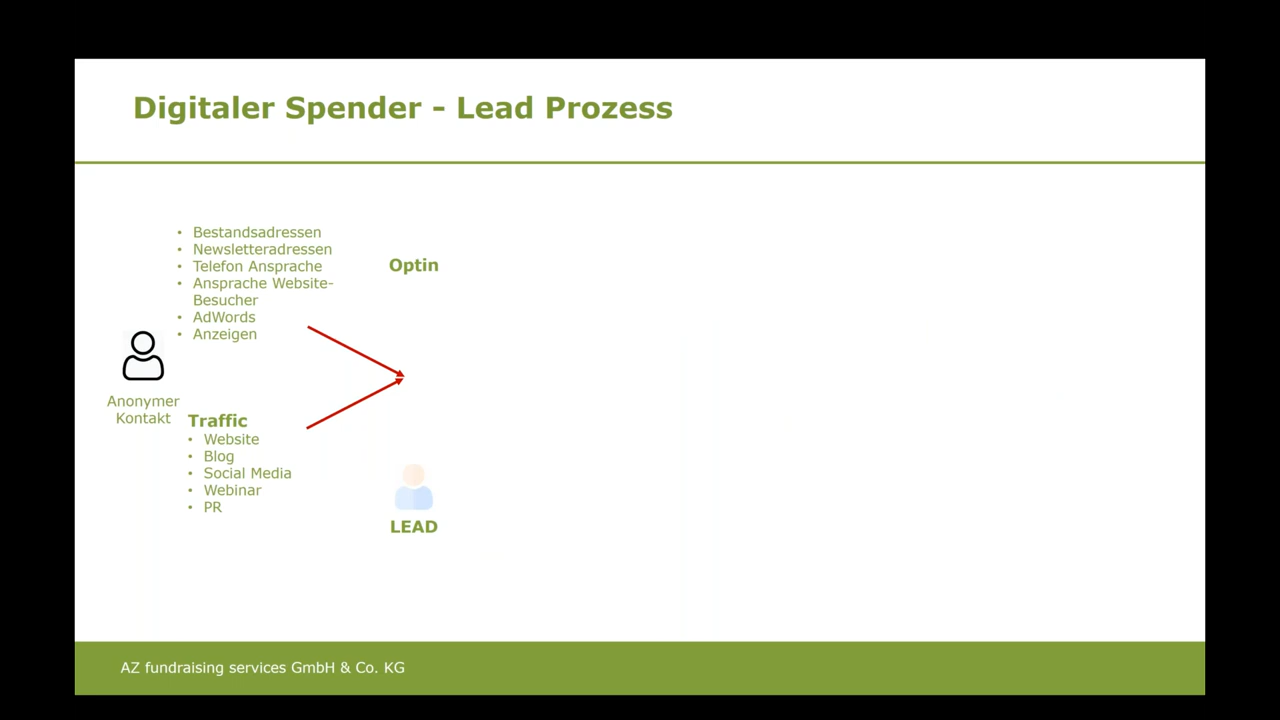 Digitaler Spender - Lead Prozess
• Bestandsadressen
• Newsletteradressen
• Telefon Ansprache
• Ansprache Website-
Besucher
• AdWords
• Anzeigen
Optin
Anonymer
Kontakt
Traffic
• Website
• Blog
• Social Media
• Webinar
• PR
LEAD
AZ fundraising services GmbH & Co. KG